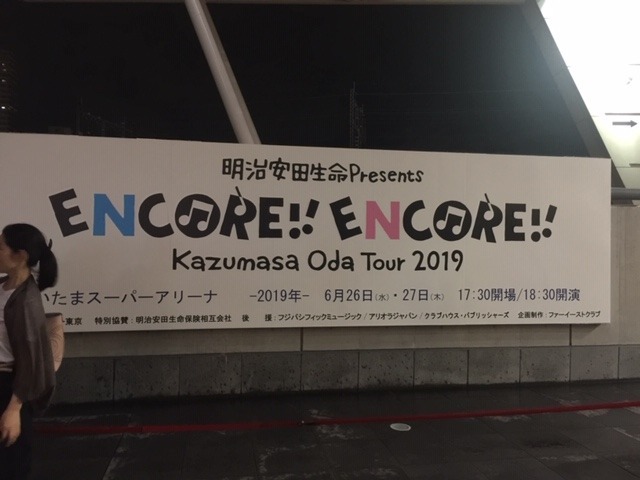 明治安田生命Presents
ENCORE!! ENCORE!!
Kazumasa Oda Tour 2019
いたまスーパーアリーナ -2019年- 6月26日(水)・27日(木) 17:30開場/18:30開演
・東京 特別協賛:明治安田生命保険相互会社 後 援:フジパシフィックミュージック/アリオラジャパン/クラブハウス・パブリッシャーズ 企画制作:ファーイーストクラブ